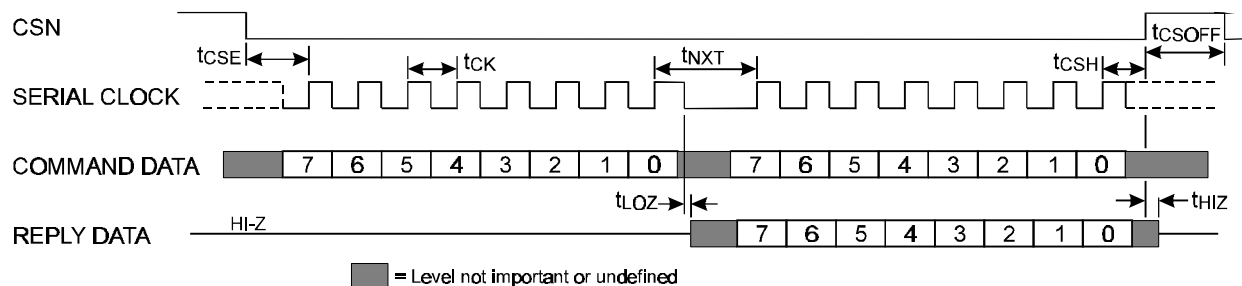 CSN
tCSOFF
tCSE
tCK
tNXT
tCSH
SERIAL CLOCK
COMMAND DATA 7 6 5 4 3 2 1 0 7 6 5 4 3 2 1 0
tLOZ
tHIZ
REPLY DATA HI-Z 7 6 5 4 3 2 1 0
= Level not important or undefined